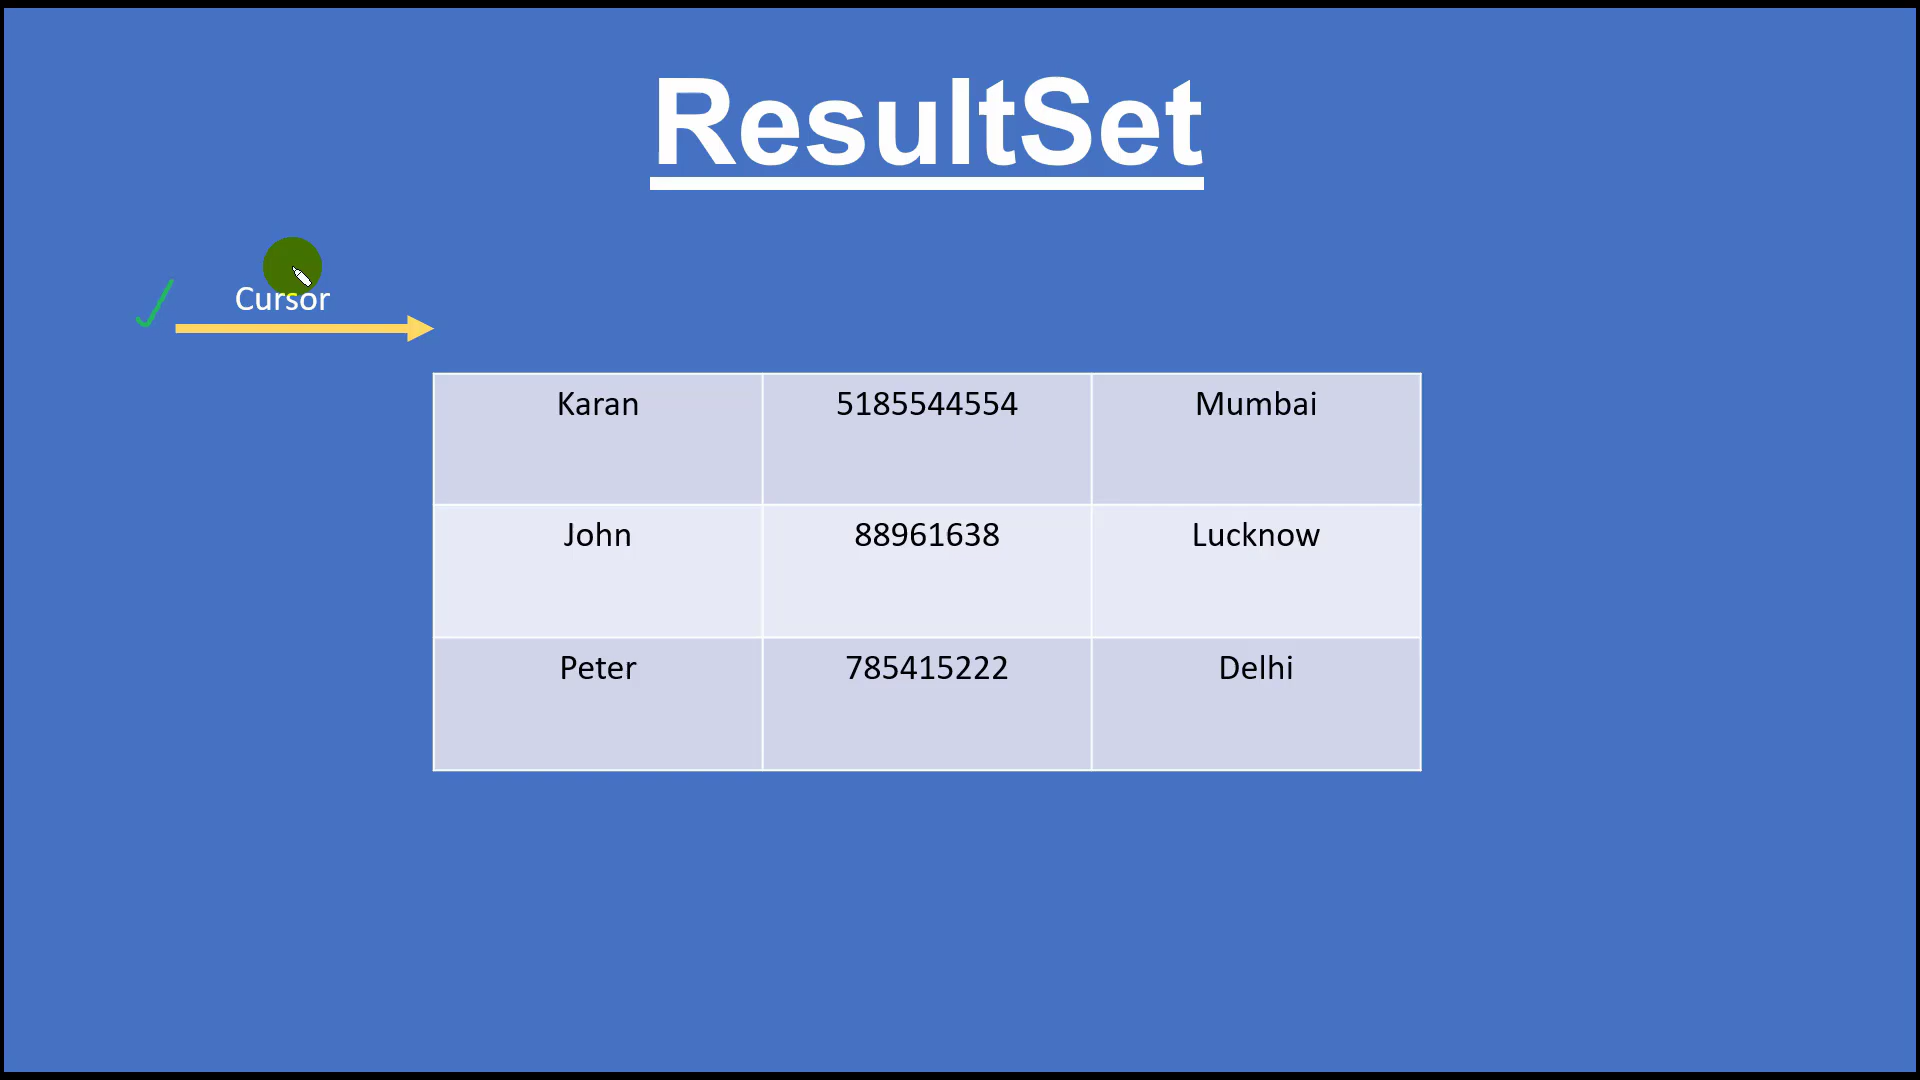 ResultSet
Cursor
Karan 5185544554 Mumbai
John 88961638 Lucknow
Peter 785415222 Delhi